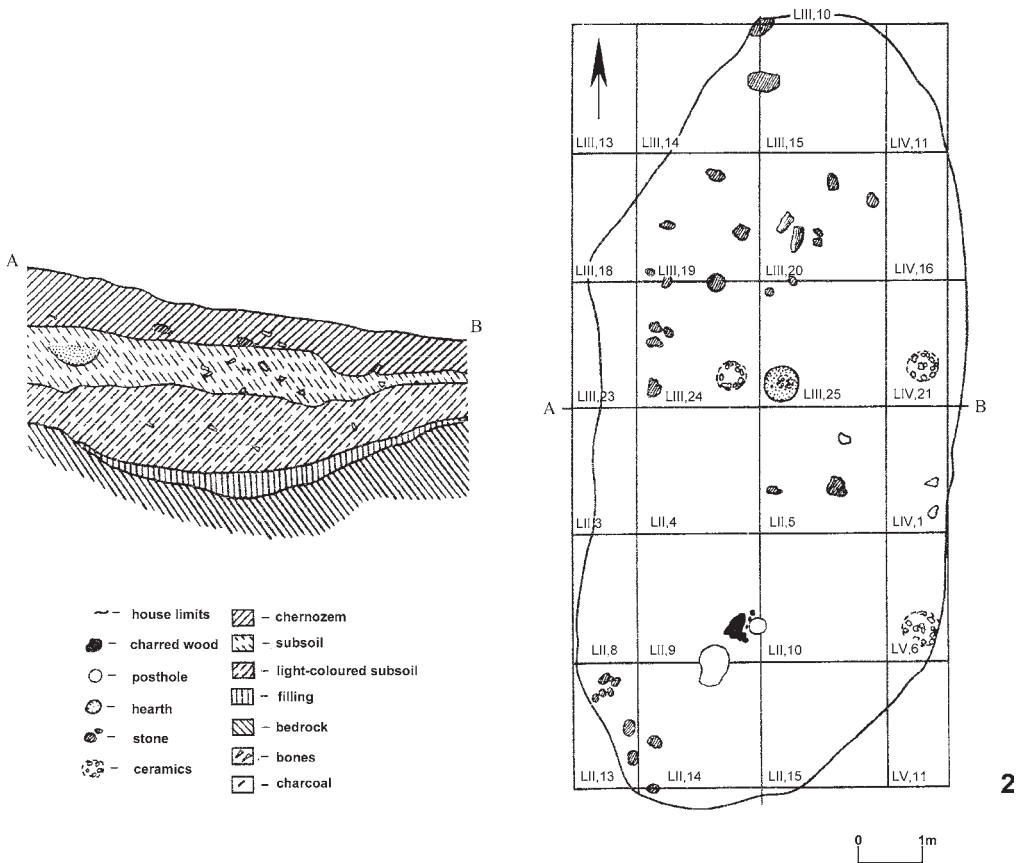 A
B
~ – house limits
– charred wood
– posthole
– hearth
– stone
– ceramics
– chernozem
– subsoil
– light-coloured subsoil
– filling
– bedrock
– bones
– charcoal
LIII,10
LIII,13 LIII,14 LIII,15 LIV,11
LIII,18 LIII,19 LIII,20 LIV,16
LIII,23 LIII,24 LIII,25 LIV,21
A B
LII,3 LII,4 LII,5 LIV,1
LII,8 LII,9 LII,10 LV,6
LII,13 LII,14 LII,15 LV,11
2
0 1m